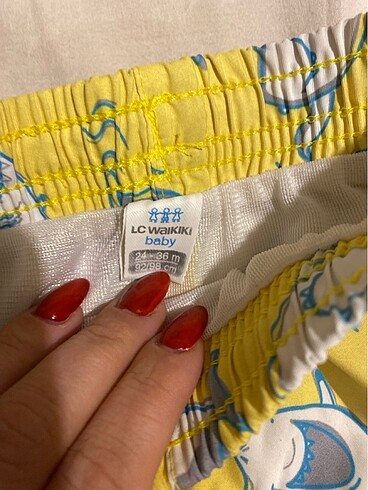 LC WAIKIKI
baby
24 - 36 m
92/98 cm